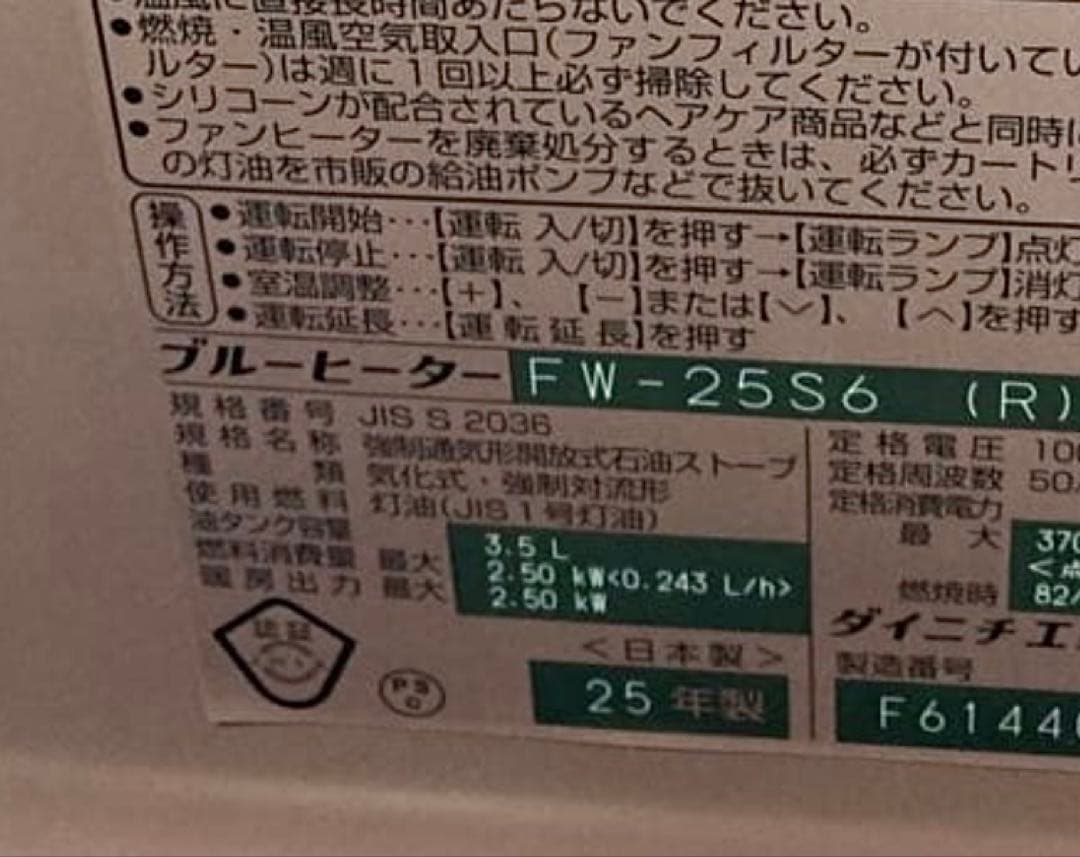 温風に直接長時間あたらないでください。
●燃焼・温風空気取入口(ファンフィルターが付いてい
ルター)は週に1回以上必ず掃除してください。
●シリコーンが配合されているヘアケア商品などと同時に
●ファンヒーターを廃棄処分するときは、必ずカートリ
の灯油を市販の給油ポンプなどで抜いてください。
操作方法
●運転開始…【運転 入/切】を押す→【運転ランプ】点灯
●運転停止…【運転 入/切】を押す→【運転ランプ】消灯
●室温調整…【+】、【-】または【﹀】、【︿】を押す
●運転延長…【運転延長】を押す
ブルーヒーター FW-25S6 (R)
規格番号 JIS S 2036
規格名称 強制通気形開放式石油ストーブ
種類 気化式・強制対流形
使用燃料 灯油(JIS1号灯油)
油タンク容量 3.5 L
燃料消費量 最大 2.50 kW<0.243 L/h>
暖房出力 最大 2.50 kW
認証
PS
C
<日本製>
25 年製
定格電圧 10
定格周波数 50
定格消費電力
最大 370
<点
燃焼時 82/
ダイニチエ
製造番号
F6144